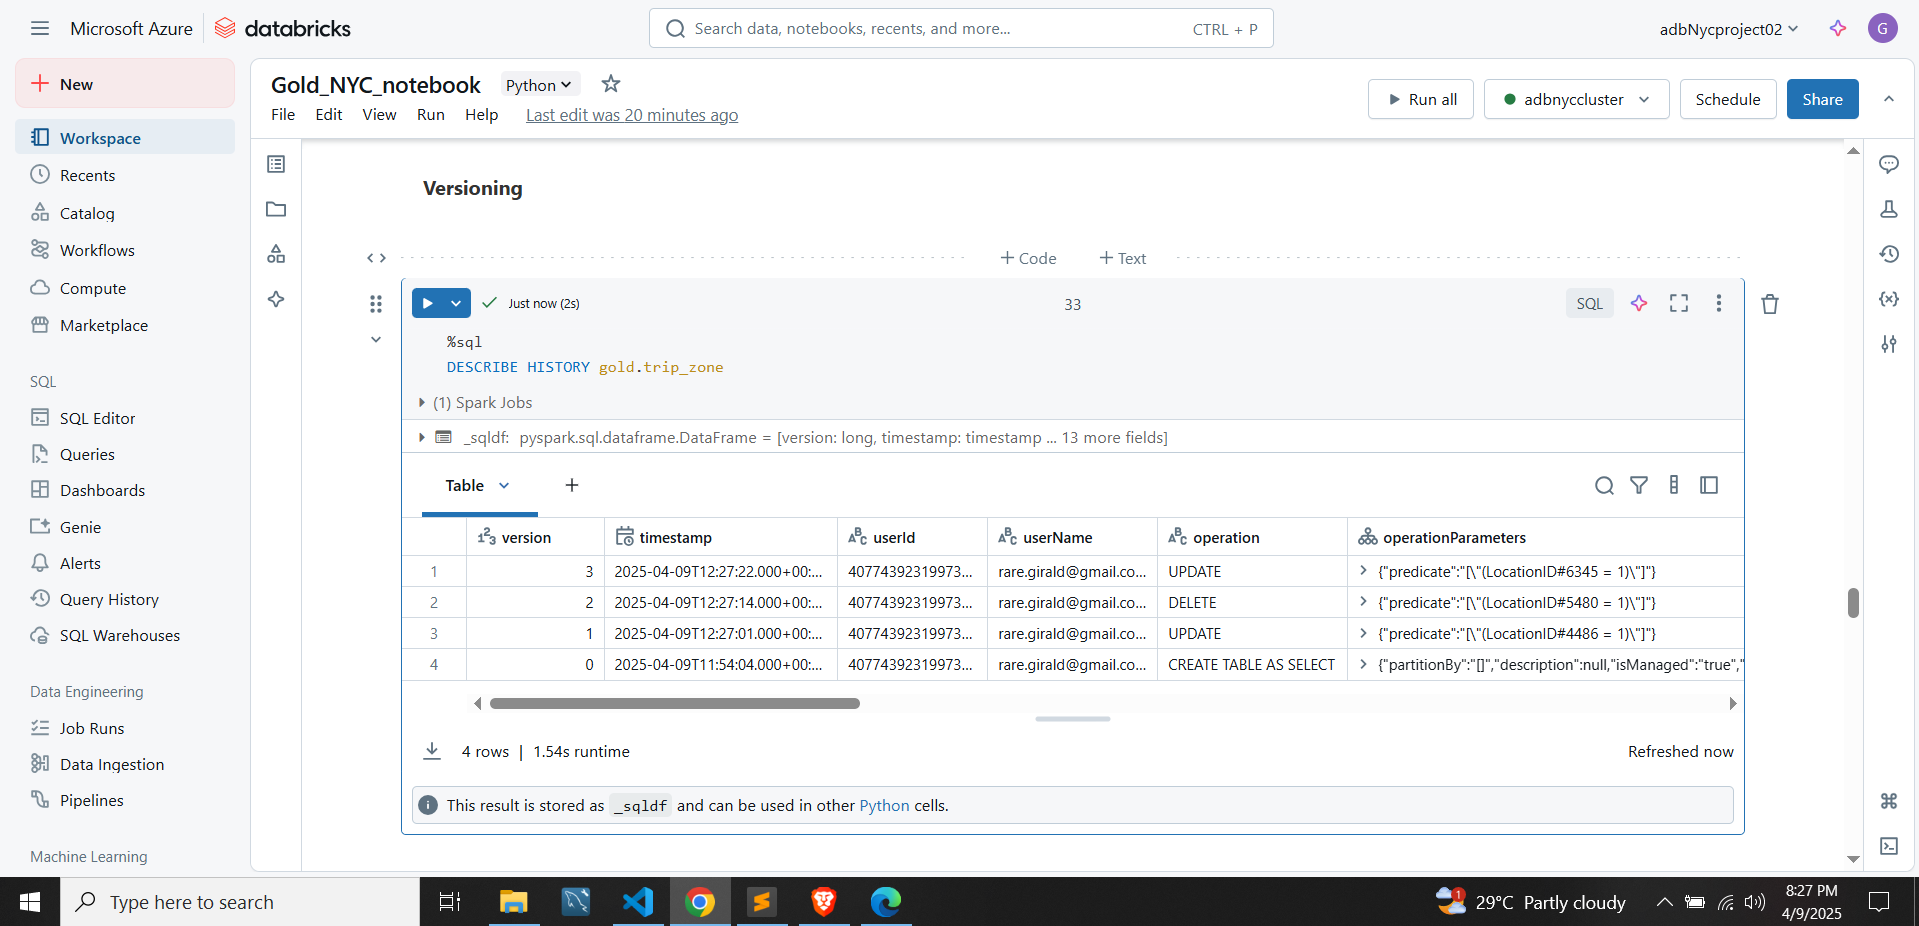 Microsoft Azure databricks
Search data, notebooks, recents, and more... CTRL + P
adbNycproject02
G
New
Workspace
Recents
Catalog
Workflows
Compute
Marketplace
SQL
SQL Editor
Queries
Dashboards
Genie
Alerts
Query History
SQL Warehouses
Data Engineering
Job Runs
Data Ingestion
Pipelines
Machine Learning
Gold_NYC_notebook Python
File Edit View Run Help Last edit was 20 minutes ago
Run all adbnyccluster Schedule Share
Versioning
+ Code + Text
Just now (2s) 33 SQL
%sql
DESCRIBE HISTORY gold.trip_zone
(1) Spark Jobs
_sqldf: pyspark.sql.dataframe.DataFrame = [version: long, timestamp: timestamp ... 13 more fields]
Table +
123 version timestamp ABC userId ABC userName ABC operation operationParameters
1 3 2025-04-09T12:27:22.000+00:... 40774392319973... rare.girald@gmail.co... UPDATE {"predicate":"[\"(LocationID#6345 = 1)\"]"}
2 2 2025-04-09T12:27:14.000+00:... 40774392319973... rare.girald@gmail.co... DELETE {"predicate":"[\"(LocationID#5480 = 1)\"]"}
3 1 2025-04-09T12:27:01.000+00:... 40774392319973... rare.girald@gmail.co... UPDATE {"predicate":"[\"(LocationID#4486 = 1)\"]"}
4 0 2025-04-09T11:54:04.000+00:... 40774392319973... rare.girald@gmail.co... CREATE TABLE AS SELECT {"partitionBy":"[]","description":null,"isManaged":"true","
4 rows | 1.54s runtime Refreshed now
This result is stored as _sqldf and can be used in other Python cells.
Type here to search
1
29°C Partly cloudy
8:27 PM
4/9/2025